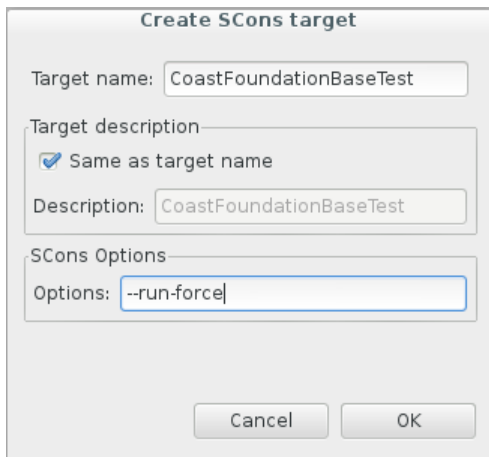 Create SCons target
Target name: CoastFoundationBaseTest
Target description
Same as target name
Description: CoastFoundationBaseTest
SCons Options
Options: --run-force
Cancel OK